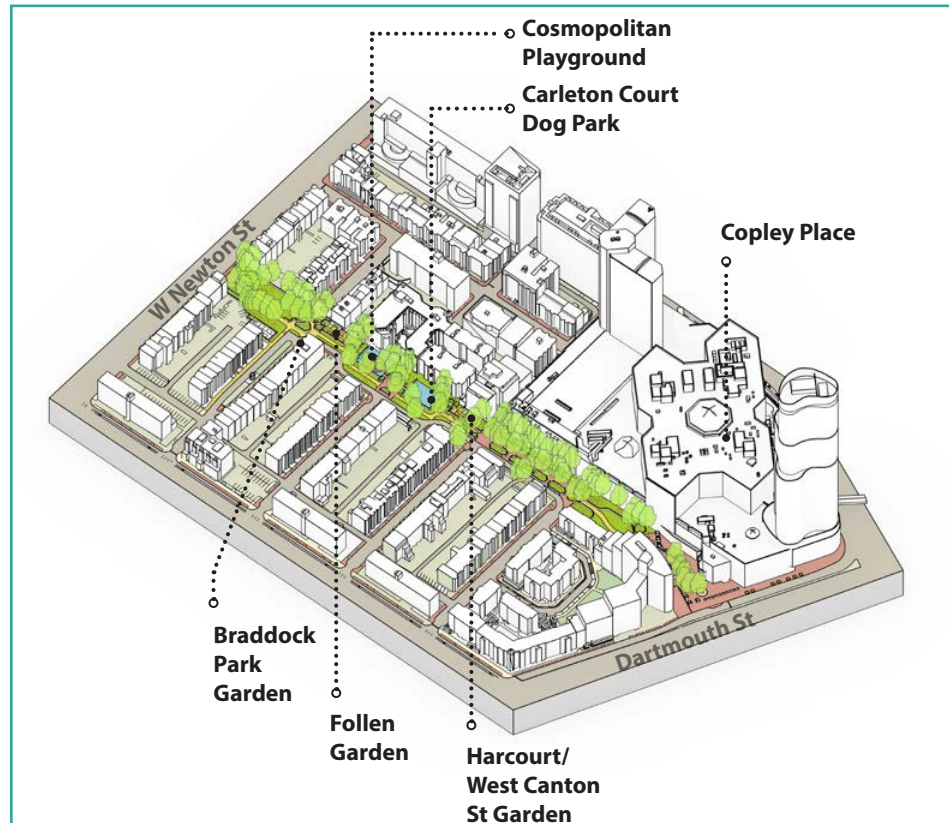 Cosmopolitan
Playground
Carleton Court
Dog Park
Copley Place
W Newton St
Dartmouth St
Braddock
Park
Garden
Follen
Garden
Harcourt/
West Canton
St Garden